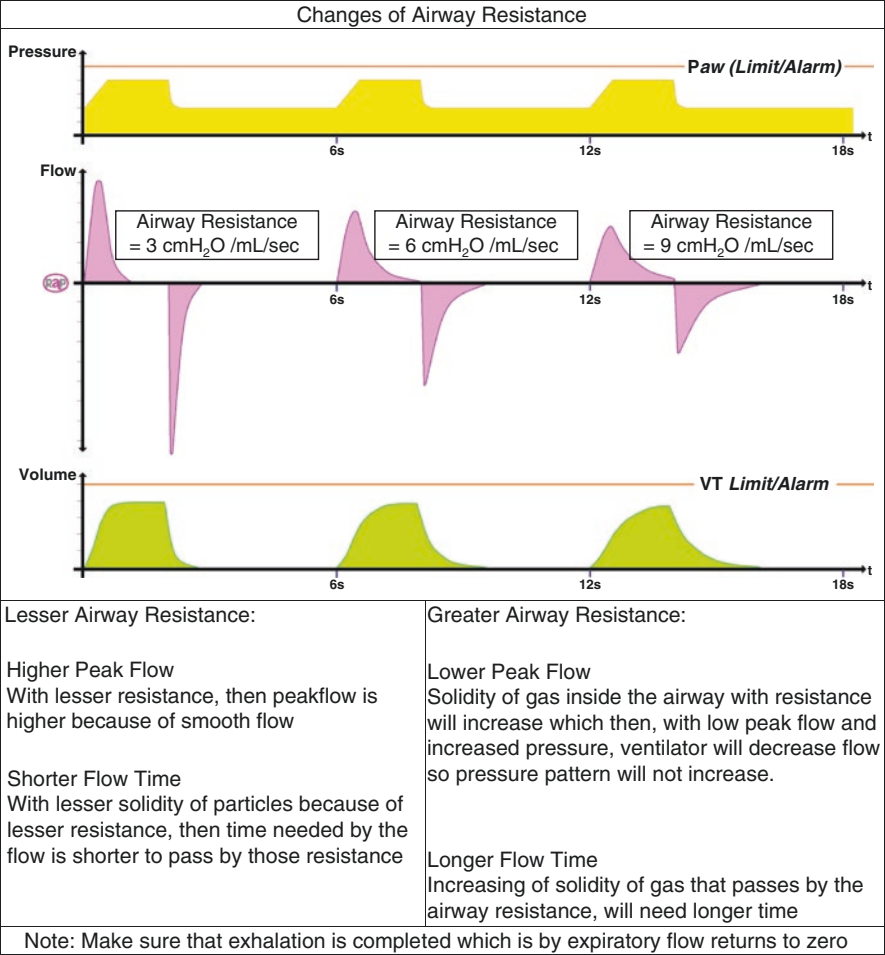 Changes of Airway Resistance
Pressure
Paw (Limit/Alarm)
t
6s
12s
18s
Flow
Airway Resistance
= 3 cmH₂O /mL/sec
Airway Resistance
= 6 cmH₂O /mL/sec
Airway Resistance
= 9 cmH₂O /mL/sec
t
6s
12s
18s
Volume
VT Limit/Alarm
t
6s
12s
18s
Lesser Airway Resistance:
Higher Peak Flow
With lesser resistance, then peakflow is
higher because of smooth flow
Shorter Flow Time
With lesser solidity of particles because of
lesser resistance, then time needed by the
flow is shorter to pass by those resistance
Greater Airway Resistance:
Lower Peak Flow
Solidity of gas inside the airway with resistance
will increase which then, with low peak flow and
increased pressure, ventilator will decrease flow
so pressure pattern will not increase.
Longer Flow Time
Increasing of solidity of gas that passes by the
airway resistance, will need longer time
Note: Make sure that exhalation is completed which is by expiratory flow returns to zero